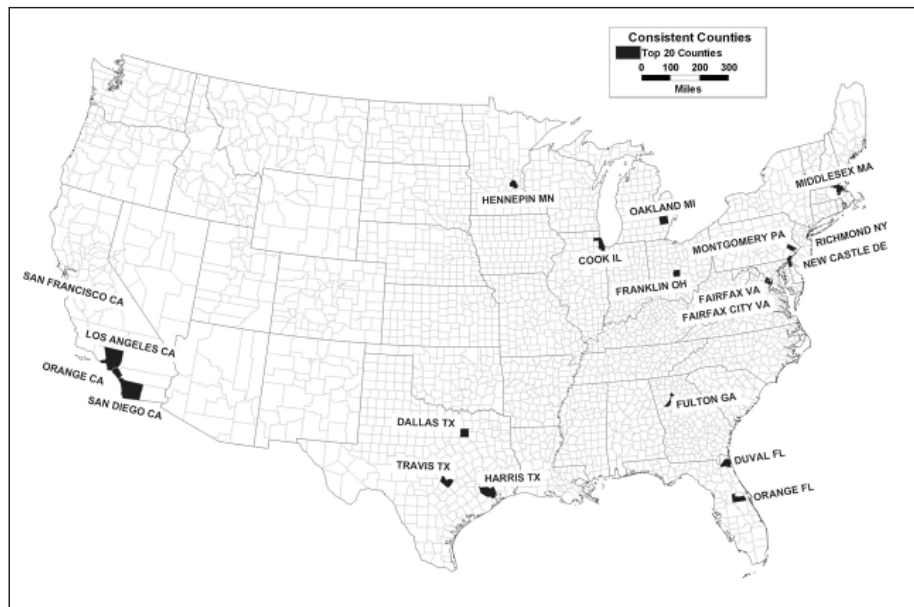 Consistent Counties
Top 20 Counties
0 100 200 300
Miles
MIDDLESEX MA
HENNEPIN MN
OAKLAND MI
RICHMOND NY
MONTGOMERY PA
COOK IL
NEW CASTLE DE
SAN FRANCISCO CA
FRANKLIN OH
FAIRFAX VA
FAIRFAX CITY VA
LOS ANGELES CA
ORANGE CA
SAN DIEGO CA
FULTON GA
DALLAS TX
DUVAL FL
TRAVIS TX
HARRIS TX
ORANGE FL